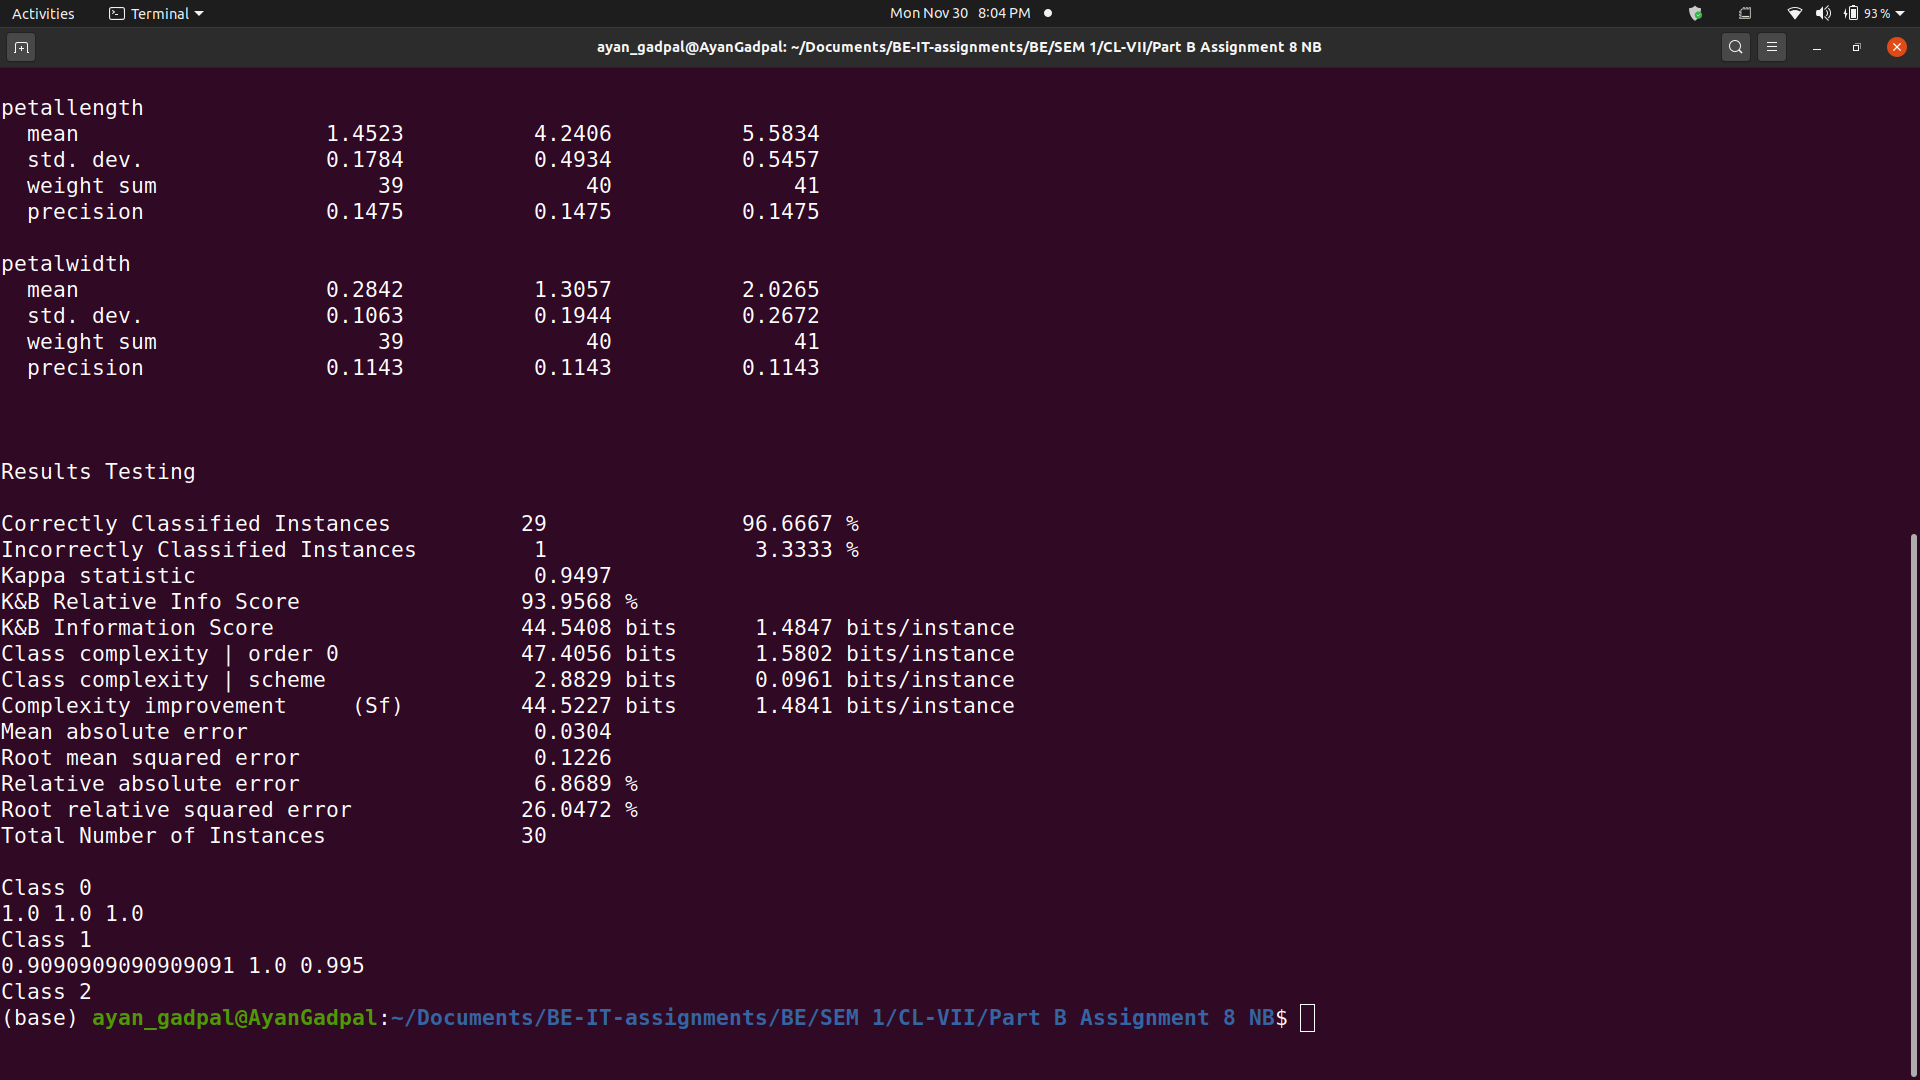 Activities Terminal Mon Nov 30 8:04 PM 93 %
ayan_gadpal@AyanGadpal: ~/Documents/BE-IT-assignments/BE/SEM 1/CL-VII/Part B Assignment 8 NB
petallength
mean 1.4523 4.2406 5.5834
std. dev. 0.1784 0.4934 0.5457
weight sum 39 40 41
precision 0.1475 0.1475 0.1475
petalwidth
mean 0.2842 1.3057 2.0265
std. dev. 0.1063 0.1944 0.2672
weight sum 39 40 41
precision 0.1143 0.1143 0.1143
Results Testing
Correctly Classified Instances 29 96.6667 %
Incorrectly Classified Instances 1 3.3333 %
Kappa statistic 0.9497
K&B Relative Info Score 93.9568 %
K&B Information Score 44.5408 bits 1.4847 bits/instance
Class complexity | order 0 47.4056 bits 1.5802 bits/instance
Class complexity | scheme 2.8829 bits 0.0961 bits/instance
Complexity improvement (Sf) 44.5227 bits 1.4841 bits/instance
Mean absolute error 0.0304
Root mean squared error 0.1226
Relative absolute error 6.8689 %
Root relative squared error 26.0472 %
Total Number of Instances 30
Class 0
1.0 1.0 1.0
Class 1
0.9090909090909091 1.0 0.995
Class 2
(base) ayan_gadpal@AyanGadpal:~/Documents/BE-IT-assignments/BE/SEM 1/CL-VII/Part B Assignment 8 NB$